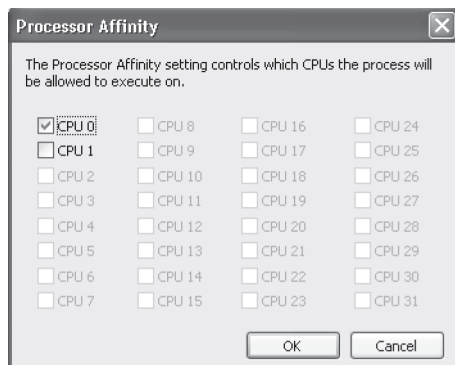 Processor Affinity
The Processor Affinity setting controls which CPUs the process will
be allowed to execute on.
CPU 0 CPU 8 CPU 16 CPU 24
CPU 1 CPU 9 CPU 17 CPU 25
CPU 2 CPU 10 CPU 18 CPU 26
CPU 3 CPU 11 CPU 19 CPU 27
CPU 4 CPU 12 CPU 20 CPU 28
CPU 5 CPU 13 CPU 21 CPU 29
CPU 6 CPU 14 CPU 22 CPU 30
CPU 7 CPU 15 CPU 23 CPU 31
OK Cancel